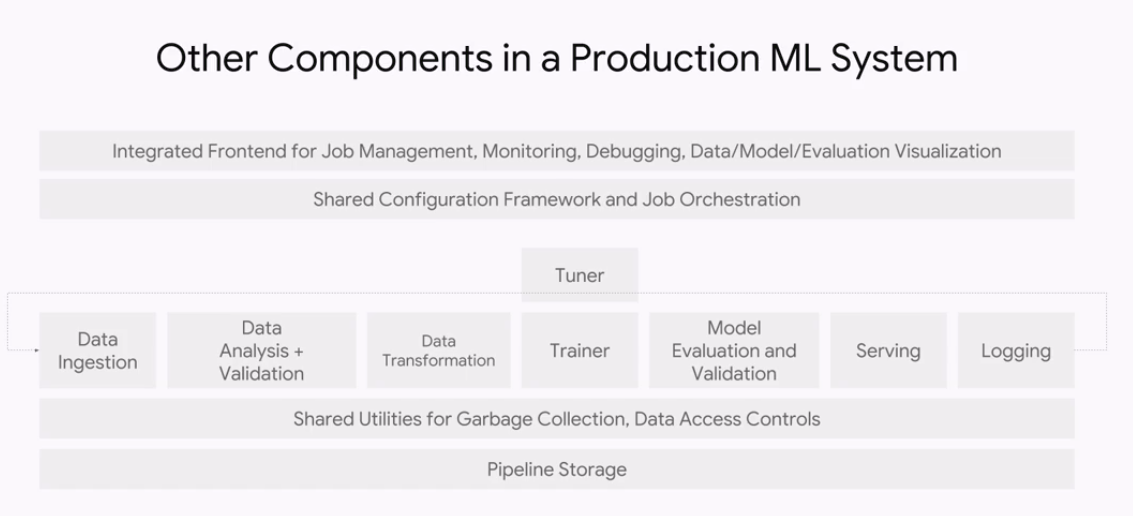 Other Components in a Production ML System
Integrated Frontend for Job Management, Monitoring, Debugging, Data/Model/Evaluation Visualization
Shared Configuration Framework and Job Orchestration
Tuner
Data
Ingestion
Data
Analysis +
Validation
Data
Transformation
Trainer
Model
Evaluation and
Validation
Serving
Logging
Shared Utilities for Garbage Collection, Data Access Controls
Pipeline Storage